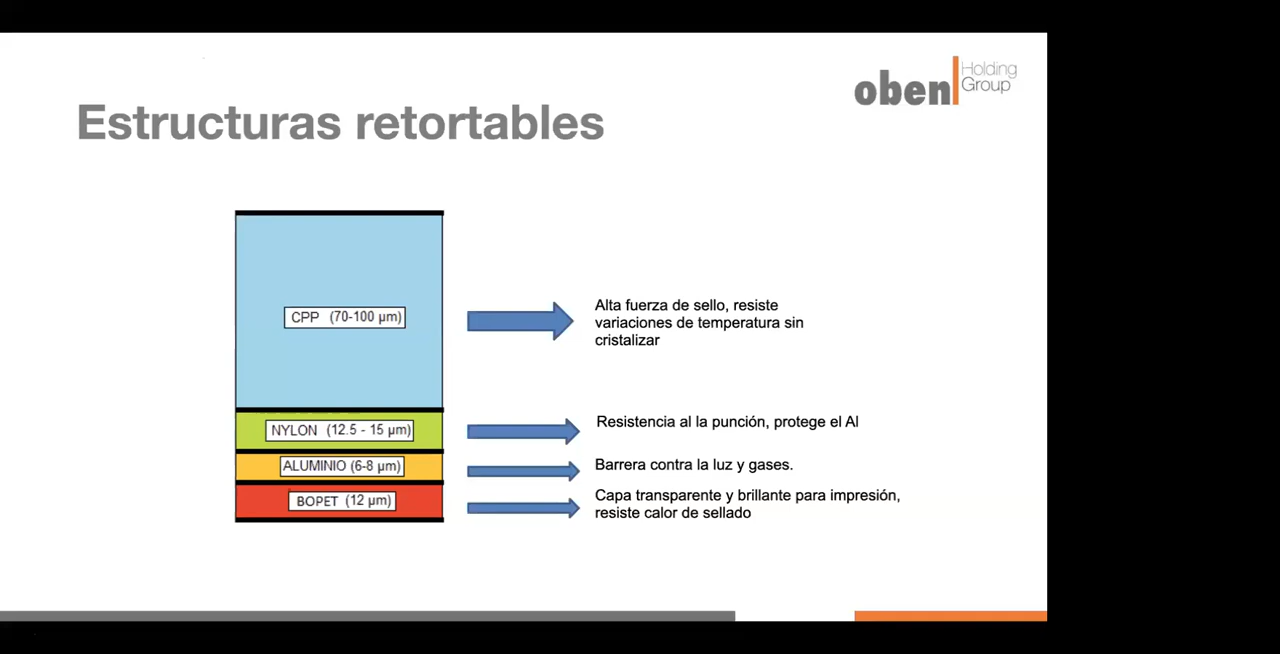 oben Holding
Group
Estructuras retortables
CPP (70-100 µm)
Alta fuerza de sello, resiste
variaciones de temperatura sin
cristalizar
NYLON (12.5 - 15 µm)
Resistencia al la punción, protege el Al
ALUMINIO (6-8 µm)
Barrera contra la luz y gases.
BOPET (12 µm)
Capa transparente y brillante para impresión,
resiste calor de sellado